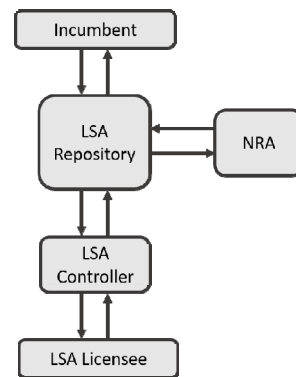 Incumbent
LSA
Repository
NRA
LSA
Controller
LSA Licensee